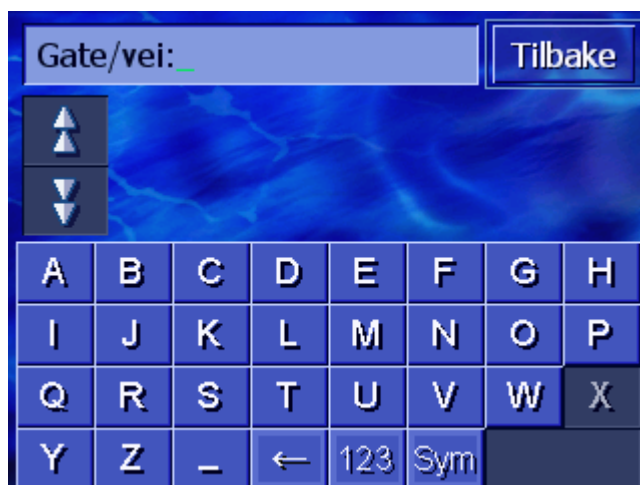 Gate/vei:_
Tilbake
A B C D E F G H
I J K L M N O P
Q R S T U V W X
Y Z _ ← 123 Sym